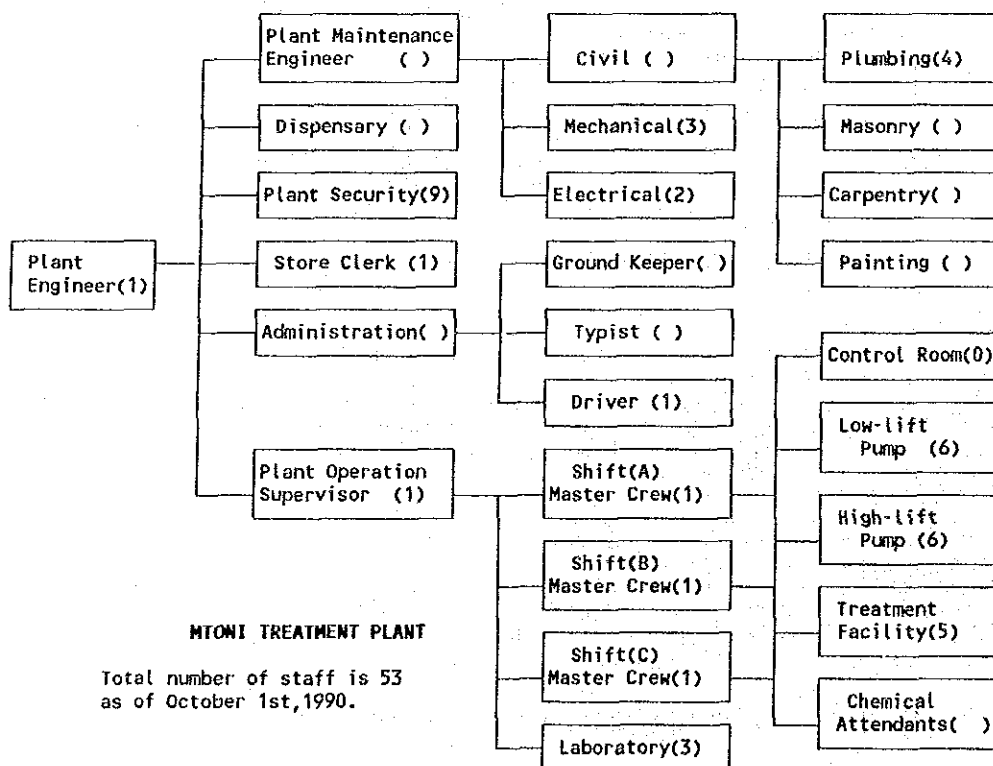 Plant Maintenance
Engineer ( )
Civil ( )
Plumbing(4)
Dispensary ( )
Mechanical(3)
Masonry ( )
Plant Security(9)
Electrical(2)
Carpentry( )
Plant
Engineer(1)
Store Clerk (1)
Ground Keeper( )
Painting ( )
Administration( )
Typist ( )
Control Room(0)
Driver (1)
Low-lift
Pump (6)
Plant Operation
Supervisor (1)
Shift(A)
Master Crew(1)
High-lift
Pump (6)
Shift(B)
Master Crew(1)
Treatment
Facility(5)
Shift(C)
Master Crew(1)
Chemical
Attendants( )
Laboratory(3)
MTONI TREATMENT PLANT
Total number of staff is 53
as of October 1st,1990.